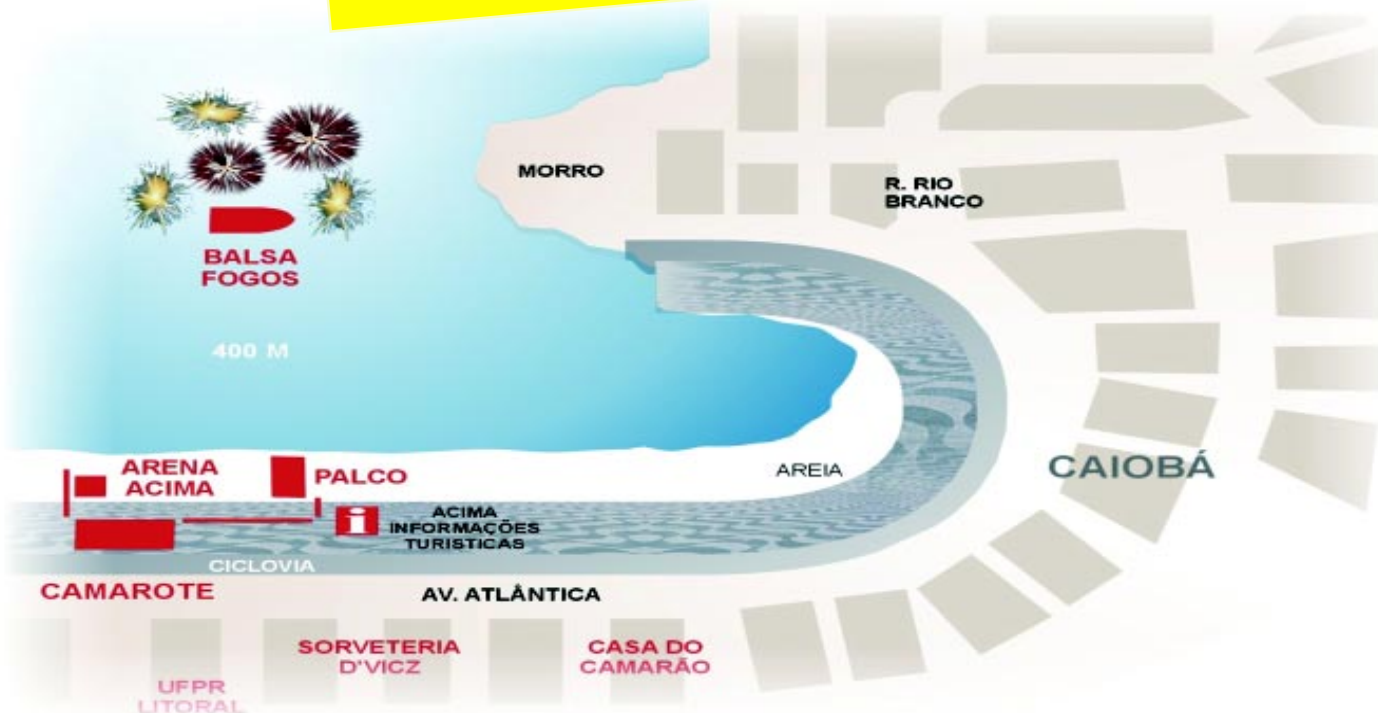 MORRO
R. RIO
BRANCO
BALSA
FOGOS
400 M
CAIOBÁ
ARENA
ACIMA
PALCO
AREIA
i
ACIMA
INFORMAÇÕES
TURISTICAS
CICLOVIA
CAMAROTE
AV. ATLÂNTICA
SORVETERIA
D'VICZ
CASA DO
CAMARÃO
UFPR
LITORAL